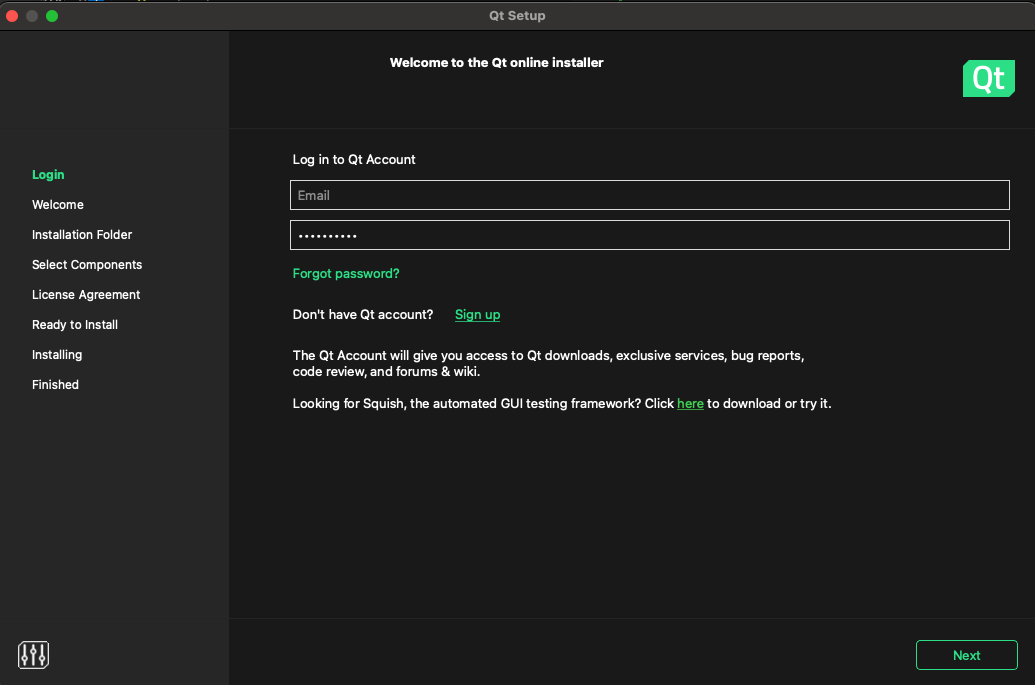 Qt Setup
Welcome to the Qt online installer
Qt
Login
Welcome
Installation Folder
Select Components
License Agreement
Ready to Install
Installing
Finished
Log in to Qt Account
Email
••••••••••
Forgot password?
Don't have Qt account? Sign up
The Qt Account will give you access to Qt downloads, exclusive services, bug reports,
code review, and forums & wiki.
Looking for Squish, the automated GUI testing framework? Click here to download or try it.
Next